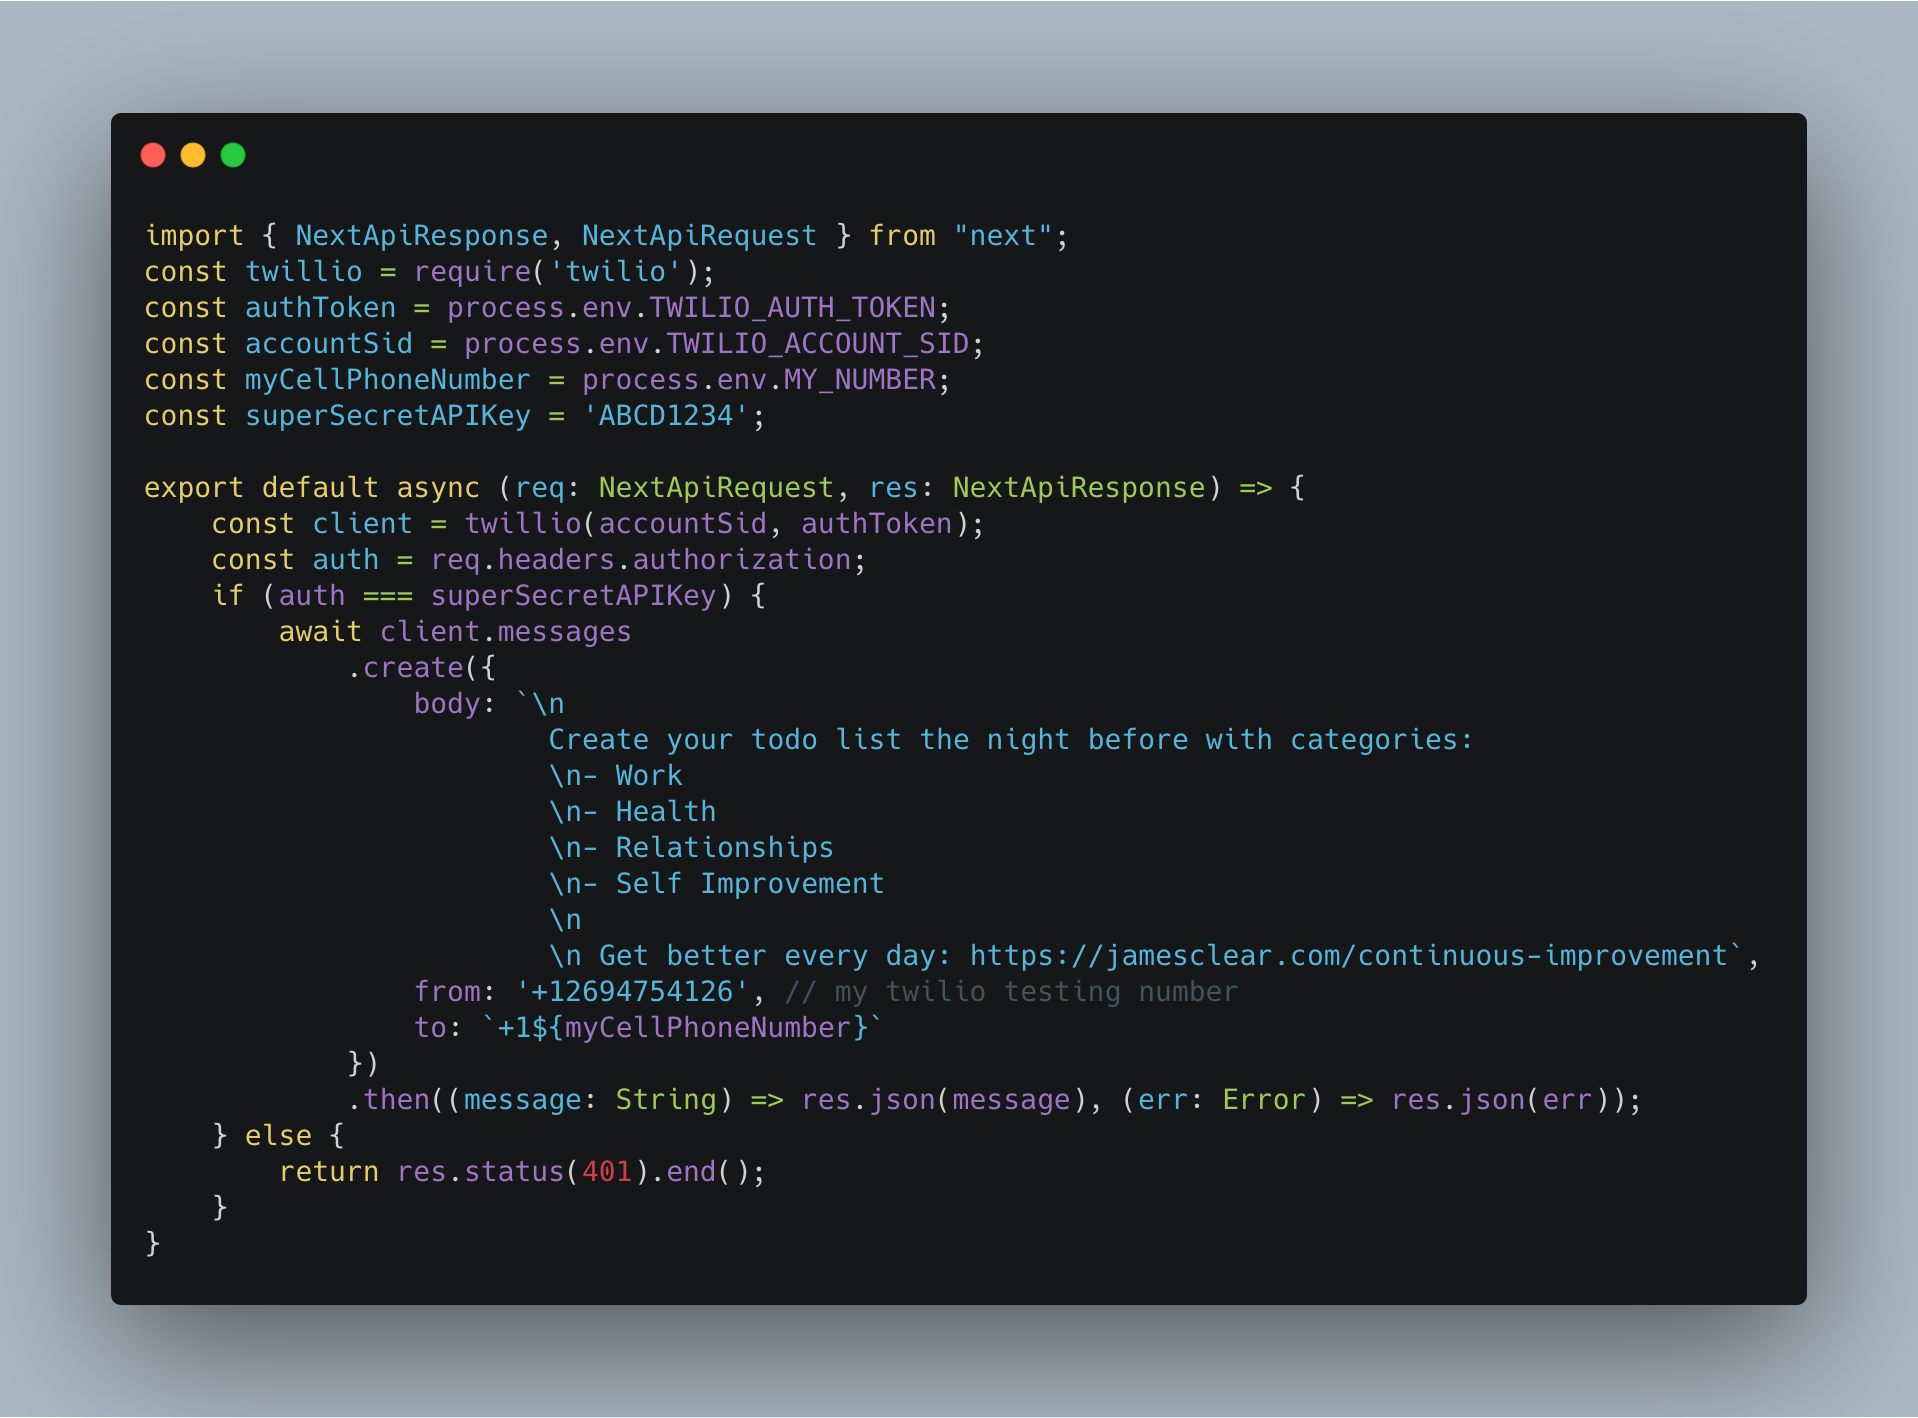 import { NextApiResponse, NextApiRequest } from "next";
const twillio = require('twilio');
const authToken = process.env.TWILIO_AUTH_TOKEN;
const accountSid = process.env.TWILIO_ACCOUNT_SID;
const myCellPhoneNumber = process.env.MY_NUMBER;
const superSecretAPIKey = 'ABCD1234';

export default async (req: NextApiRequest, res: NextApiResponse) => {
    const client = twillio(accountSid, authToken);
    const auth = req.headers.authorization;
    if (auth === superSecretAPIKey) {
        await client.messages
            .create({
                body: `\n
                        Create your todo list the night before with categories:
                        \n- Work
                        \n- Health
                        \n- Relationships
                        \n- Self Improvement
                        \n
                        \n Get better every day: https://jamesclear.com/continuous-improvement`,
                from: '+12694754126', // my twilio testing number
                to: `+1${myCellPhoneNumber}`
            })
            .then((message: String) => res.json(message), (err: Error) => res.json(err));
    } else {
        return res.status(401).end();
    }
}